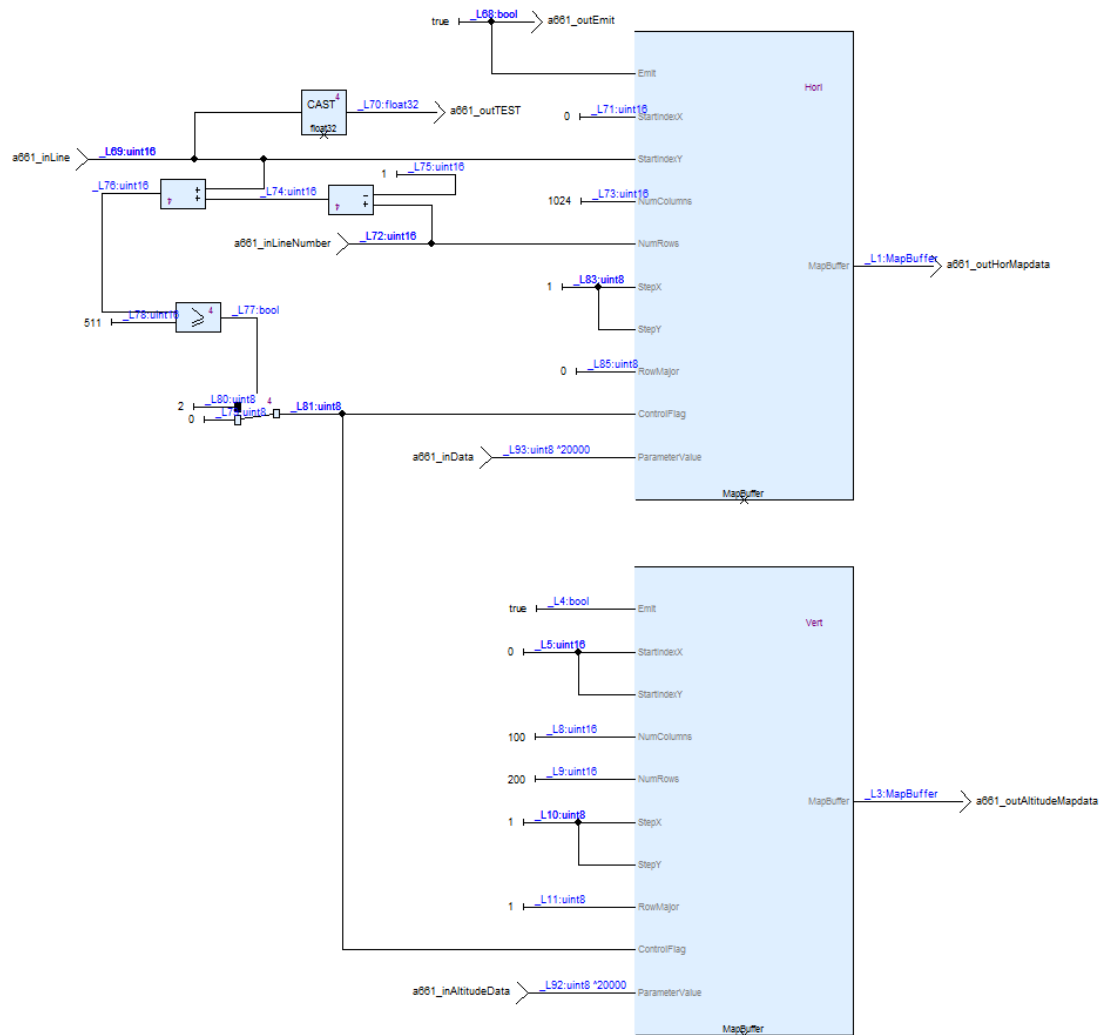 true _L68:bool a661_outEmit
Emit
Hori
CAST 4
float32
_L70:float32 a661_outTEST
0 _L71:uint16 StartIndexX
a661_inLine _L69:uint16 StartIndexY
1 _L75:uint16
_L76:uint16 _L74:uint16
1024 _L73:uint16 NumColumns
a661_inLineNumber _L72:uint16 NumRows
MapBuffer _L1:MapBuffer a661_outHorMapdata
1 _L83:uint8 StepX
StepY
511 _L78:uint16 4 _L77:bool
0 _L85:uint8 RowMajor
2 _L80:uint8 4
0 _L81:uint8 ControlFlag
a661_inData _L93:uint8 *20000 ParameterValue
MapBuffer
true _L4:bool Emit
Vert
0 _L5:uint16 StartIndexX
StartIndexY
100 _L8:uint16 NumColumns
200 _L9:uint16 NumRows
MapBuffer _L3:MapBuffer a661_outAltitudeMapdata
1 _L10:uint8 StepX
StepY
1 _L11:uint8 RowMajor
ControlFlag
a661_inAltitudeData _L92:uint8 *20000 ParameterValue
MapBuffer